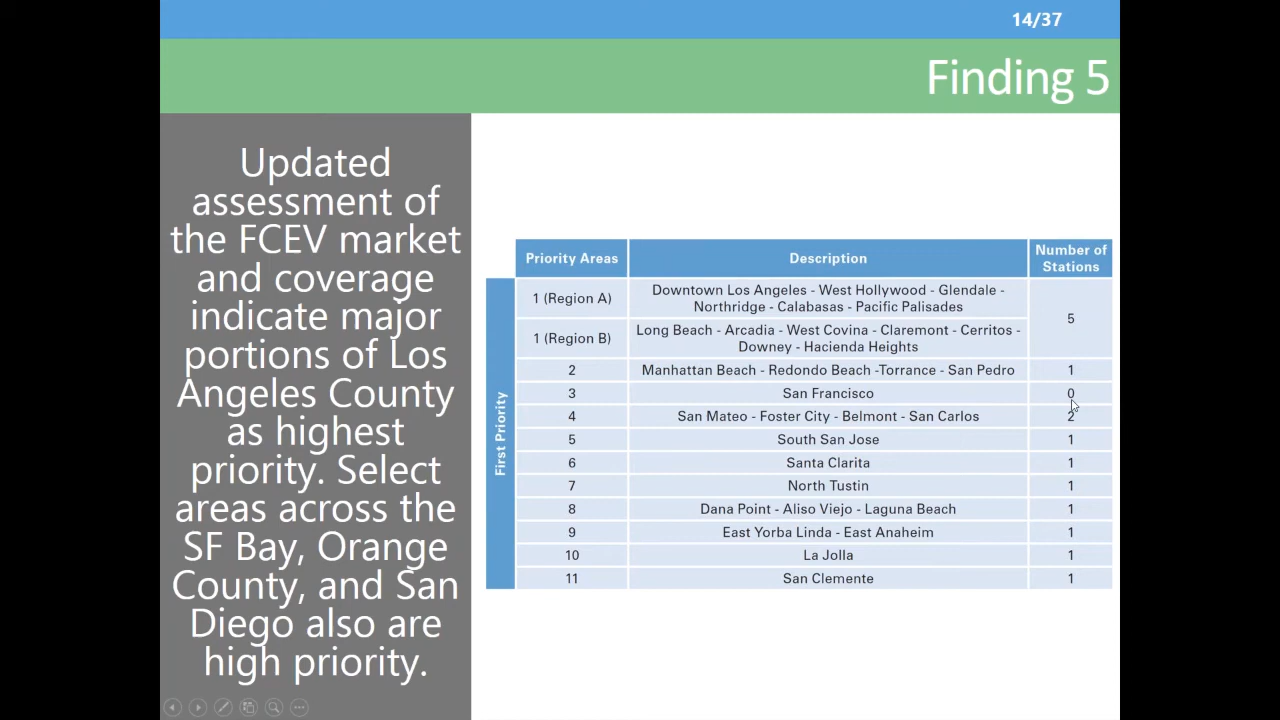 14/37
Finding 5
Updated
assessment of
the FCEV market
and coverage
indicate major
portions of Los
Angeles County
as highest
priority. Select
areas across the
SF Bay, Orange
County, and San
Diego also are
high priority.
Priority Areas Description Number of
Stations
First Priority
1 (Region A) Downtown Los Angeles - West Hollywood - Glendale -
Northridge - Calabasas - Pacific Palisades
5
1 (Region B) Long Beach - Arcadia - West Covina - Claremont - Cerritos -
Downey - Hacienda Heights
2 Manhattan Beach - Redondo Beach -Torrance - San Pedro 1
3 San Francisco 0
4 San Mateo - Foster City - Belmont - San Carlos 2
5 South San Jose 1
6 Santa Clarita 1
7 North Tustin 1
8 Dana Point - Aliso Viejo - Laguna Beach 1
9 East Yorba Linda - East Anaheim 1
10 La Jolla 1
11 San Clemente 1